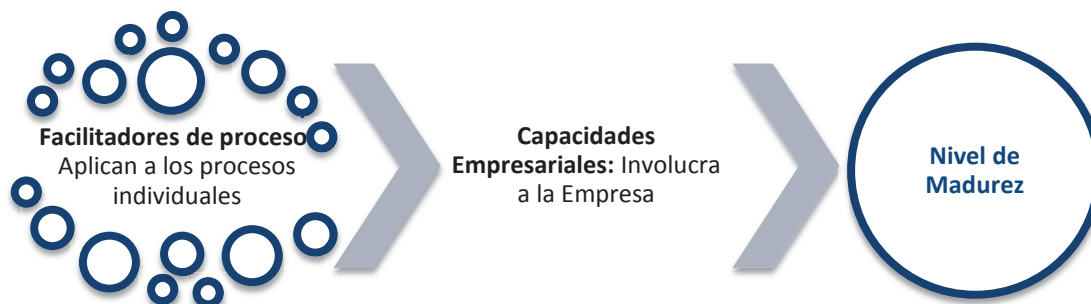 Facilitadores de proceso
Aplican a los procesos
individuales
Capacidades
Empresariales: Involucra
a la Empresa
Nivel de
Madurez